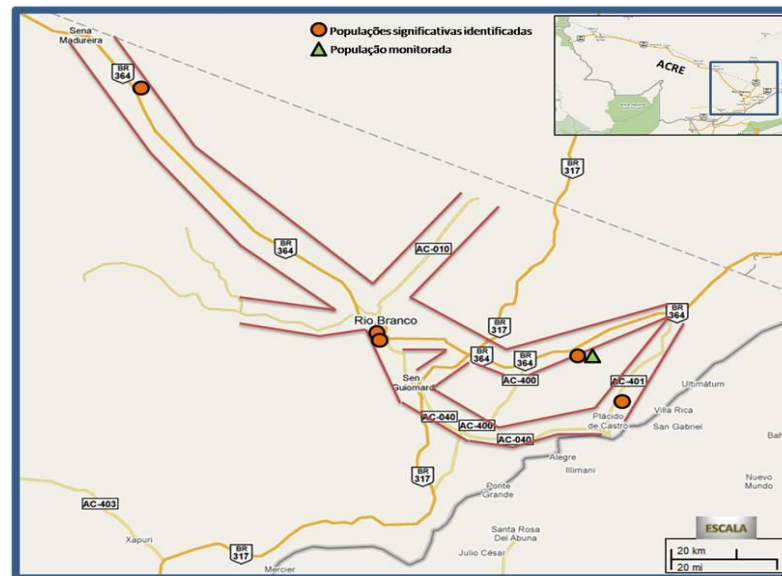 Populações significativas identificadas
População monitorada
ACRE
Sena
Madureira
BR
364
BR
317
BR
364
AC-010
BR
364
Rio Branco
BR
317
BR
364
BR
364
Sen
Guiomard
AC-400
AC-401
Ultimátum
AC-040
AC-400
AC-040
Plácido
de Castro
Villa Rica
San Gabriel
Bah
Alegre
Illimani
BR
317
Ponte
Grande
Nuevo
Mundo
AC-403
Xapuri
BR
317
Mercier
Santa Rosa
Del Abuna
Julio César
ESCALA
20 km
20 mi